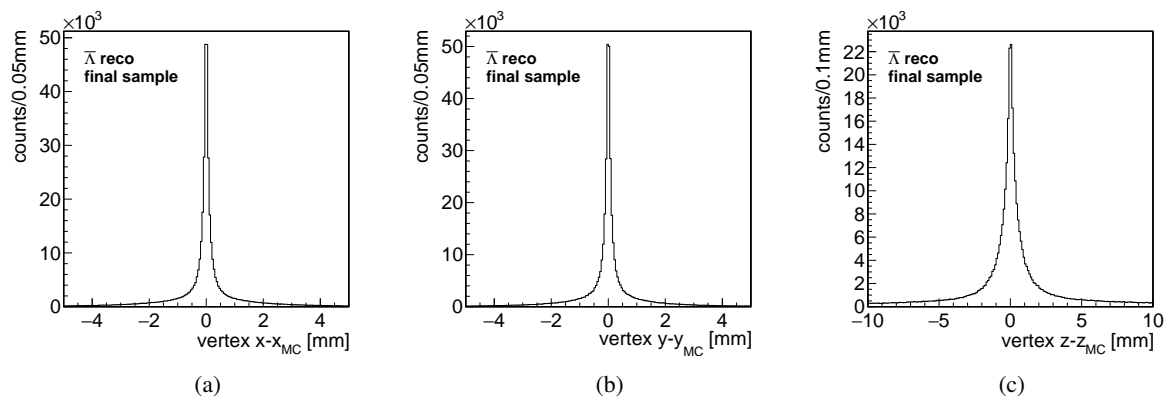 ×10³
counts/0.05mm
50
40
30
20
10
0
Λ̅ reco
final sample
−4 −2 0 2 4
vertex x-x_MC [mm]
(a)
×10³
counts/0.05mm
50
40
30
20
10
0
Λ̅ reco
final sample
−4 −2 0 2 4
vertex y-y_MC [mm]
(b)
×10³
counts/0.1mm
22
20
18
16
14
12
10
8
6
4
2
0
Λ̅ reco
final sample
−10 −5 0 5 10
vertex z-z_MC [mm]
(c)